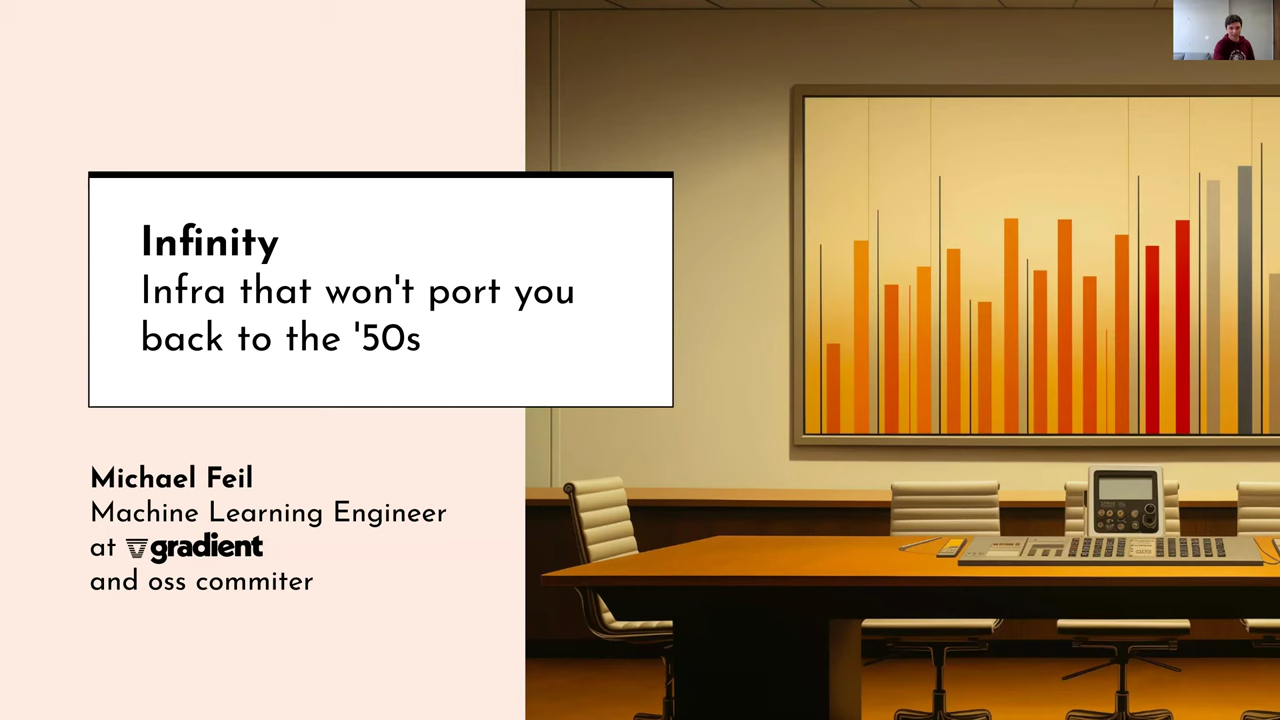 Infinity
Infra that won't port you
back to the '50s
Michael Feil
Machine Learning Engineer
at gradient
and oss commiter